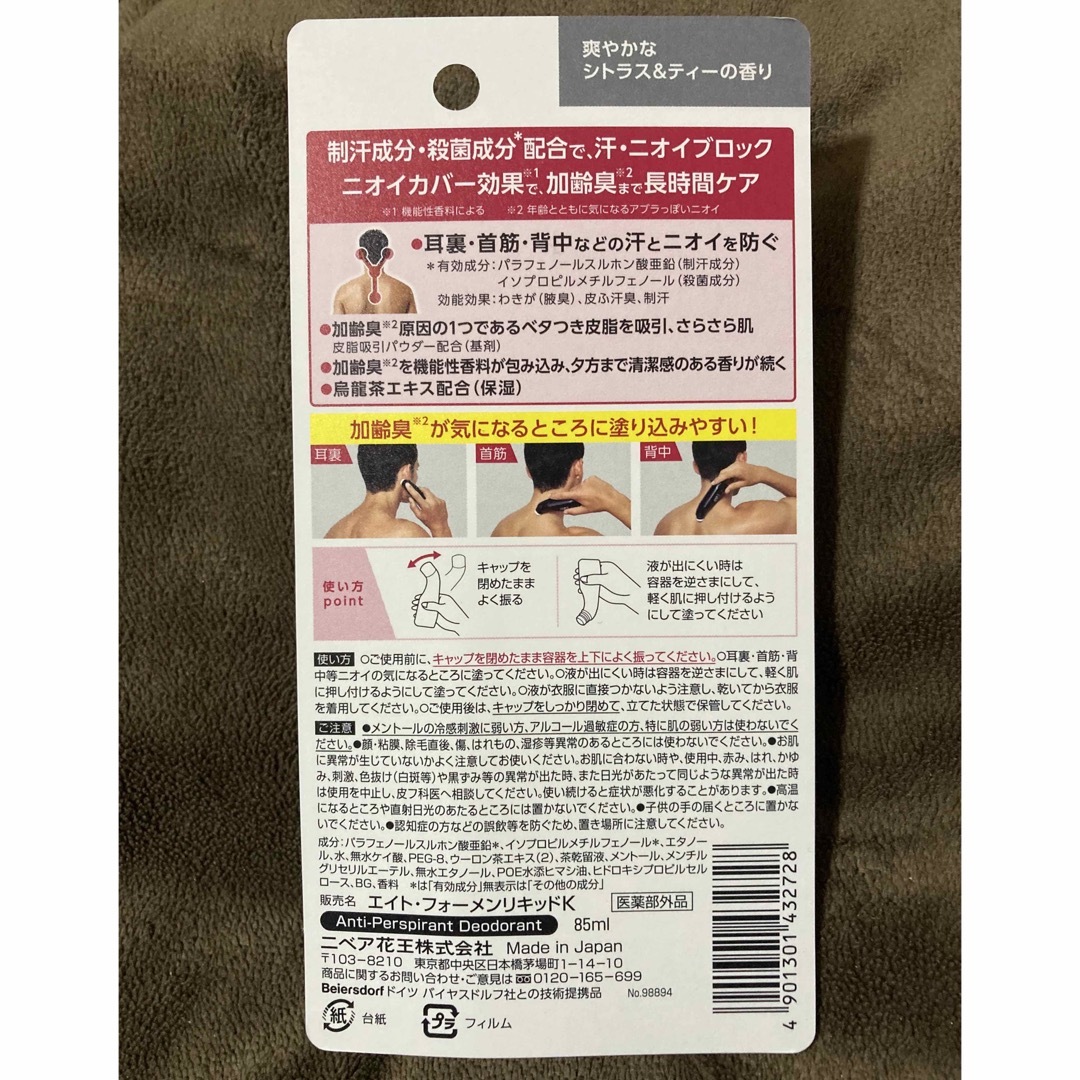 爽やかな
シトラス&ティーの香り
制汗成分・殺菌成分*配合で、汗・ニオイブロック
ニオイカバー効果※1で、加齢臭※2まで長時間ケア
※1 機能性香料による ※2 年齢とともに気になるアブラっぽいニオイ
●耳裏・首筋・背中などの汗とニオイを防ぐ
＊有効成分：パラフェノールスルホン酸亜鉛（制汗成分）
イソプロピルメチルフェノール（殺菌成分）
効能効果：わきが（腋臭）、皮ふ汗臭、制汗
●加齢臭※2原因の1つであるベタつき皮脂を吸引、さらさら肌
皮脂吸引パウダー配合（基剤）
●加齢臭※2を機能性香料が包み込み、夕方まで清潔感のある香りが続く
●烏龍茶エキス配合（保湿）
加齢臭※2が気になるところに塗り込みやすい！
耳裏 首筋 背中
使い方
point
キャップを
閉めたまま
よく振る
液が出にくい時は
容器を逆さまにして、
軽く肌に押し付けるよう
にして塗ってください
使い方 ○ご使用前に、キャップを閉めたまま容器を上下によく振ってください。○耳裏・首筋・背
中等ニオイの気になるところに塗ってください。○液が出にくい時は容器を逆さまにして、軽く肌
に押し付けるようにして塗ってください。○液が衣服に直接つかないよう注意し、乾いてから衣服
を着用してください。○ご使用後は、キャップをしっかり閉めて、立てた状態で保管してください。
ご注意 ●メントールの冷感刺激に弱い方、アルコール過敏症の方、特に肌の弱い方は使わないでく
ださい。●顔・粘膜、除毛直後、傷、はれもの、湿疹等異常のあるところには使わないでください。●お肌
に異常が生じていないかよく注意してお使いください。お肌に合わない時や、使用中、赤み、はれ、かゆ
み、刺激、色抜け（白斑等）や黒ずみ等の異常が出た時、また日光があたって同じような異常が出た時
は使用を中止し、皮フ科医へ相談してください。使い続けると症状が悪化することがあります。●高温
になるところや直射日光のあたるところには置かないでください。●子供の手の届くところに置かな
いでください。●認知症の方などの誤飲等を防ぐため、置き場所に注意してください。
成分：パラフェノールスルホン酸亜鉛＊、イソプロピルメチルフェノール＊、エタノー
ル、水、無水ケイ酸、PEG-8、ウーロン茶エキス（2）、茶乾留液、メントール、メンチル
グリセリルエーテル、無水エタノール、POE水添ヒマシ油、ヒドロキシプロピルセル
ロース、BG、香料 ＊は「有効成分」無表示は「その他の成分」
販売名 エイト・フォーメンリキッドK 医薬部外品
Anti-Perspirant Deodorant 85ml
ニベア花王株式会社 Made in Japan
〒103-8210 東京都中央区日本橋茅場町1-14-10
商品に関するお問い合わせ・ご意見は 0120-165-699
Beiersdorfドイツ バイヤスドルフ社との技術提携品 No.98894
紙 台紙 プラ フィルム
4 901301 432728